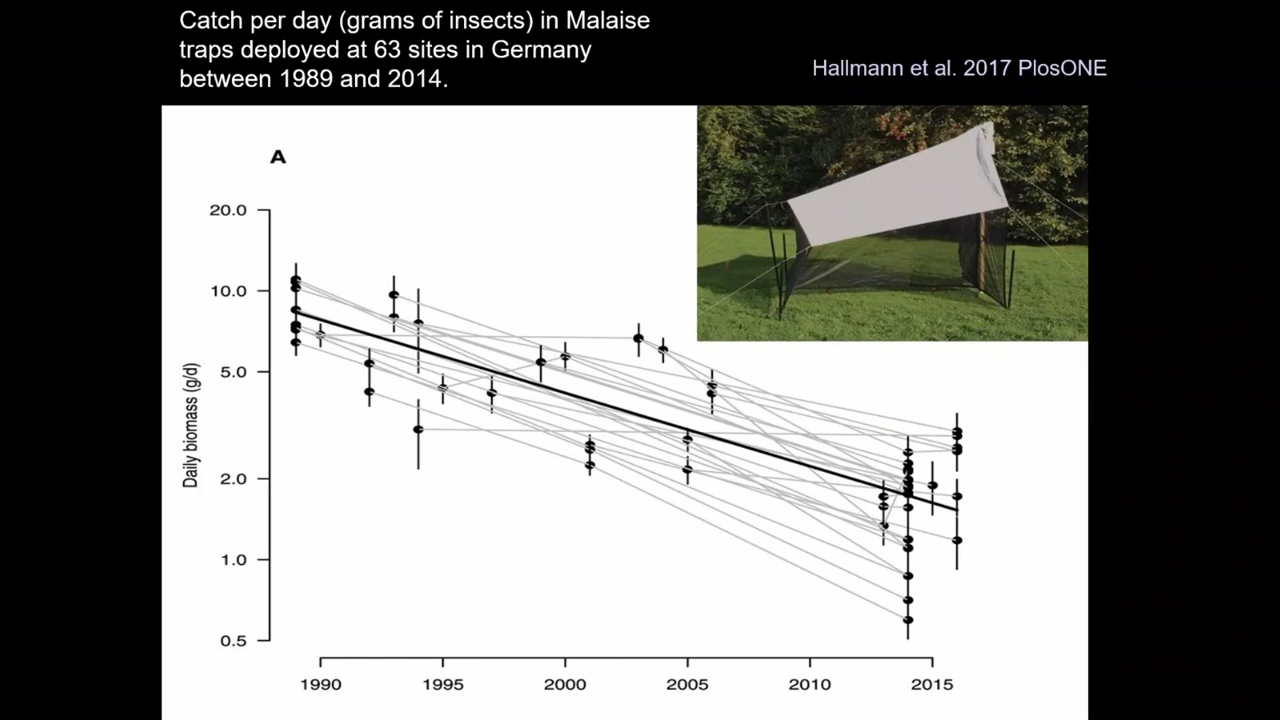 Catch per day (grams of insects) in Malaise
traps deployed at 63 sites in Germany
between 1989 and 2014.
Hallmann et al. 2017 PlosONE
A
20.0
10.0
5.0
2.0
1.0
0.5
Daily biomass (g/d)
1990 1995 2000 2005 2010 2015